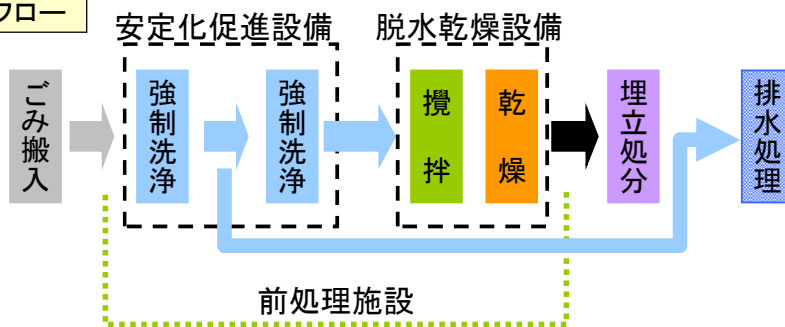 フロー
安定化促進設備
脱水乾燥設備
ごみ搬入
強制洗浄
強制洗浄
攪拌
乾燥
埋立処分
排水処理
前処理施設